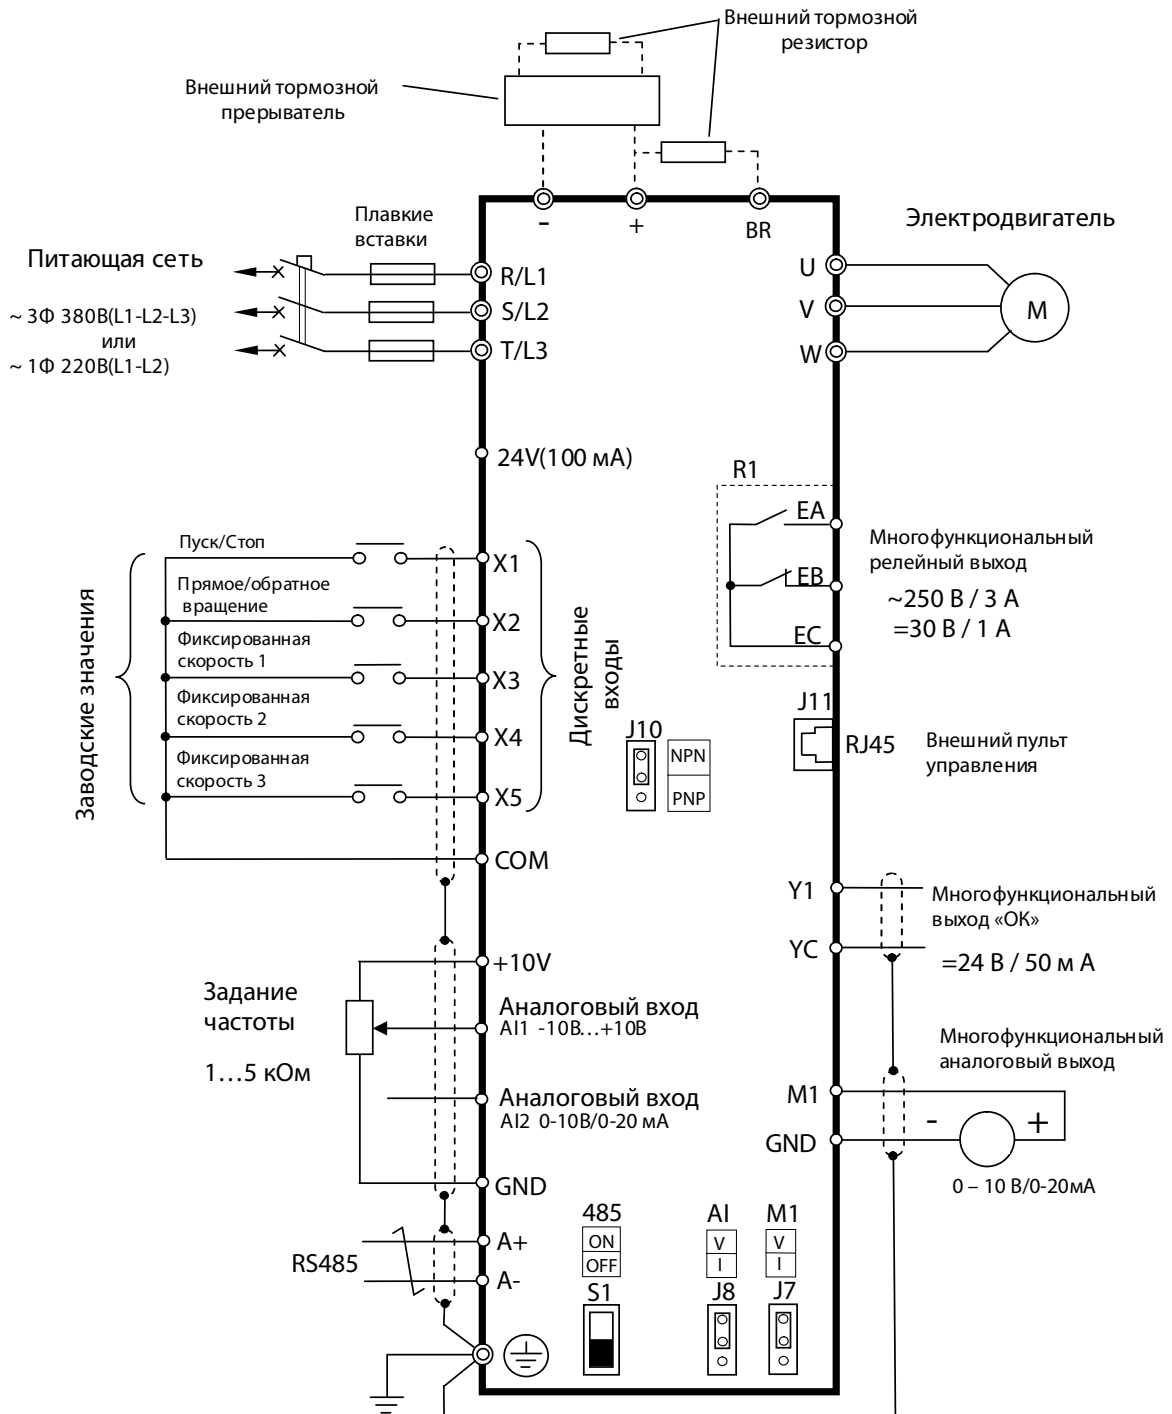 Внешний тормозной
резистор
Внешний тормозной
прерыватель
-
+
BR
Плавкие
вставки
Электродвигатель
Питающая сеть
~ 3Ф 380В(L1-L2-L3)
или
~ 1Ф 220В(L1-L2)
R/L1
S/L2
T/L3
U
V
W
M
24V(100 мА)
R1
EA
EB
EC
Многофункциональный
релейный выход
~250 В / 3 А
=30 В / 1 А
Заводские значения
Пуск/Стоп
Прямое/обратное
вращение
Фиксированная
скорость 1
Фиксированная
скорость 2
Фиксированная
скорость 3
X1
X2
X3
X4
X5
COM
Дискретные
входы
J10
NPN
PNP
J11
RJ45
Внешний пульт
управления
Y1
YC
Многофункциональный
выход «ОК»
=24 В / 50 м А
Задание
частоты
1…5 кОм
+10V
Аналоговый вход
AI1 -10В…+10В
Аналоговый вход
AI2 0-10В/0-20 мА
GND
Многофункциональный
аналоговый выход
M1
GND
-
+
0 – 10 В/0-20мА
RS485
A+
A-
485
ON
OFF
S1
AI
V
I
J8
M1
V
I
J7